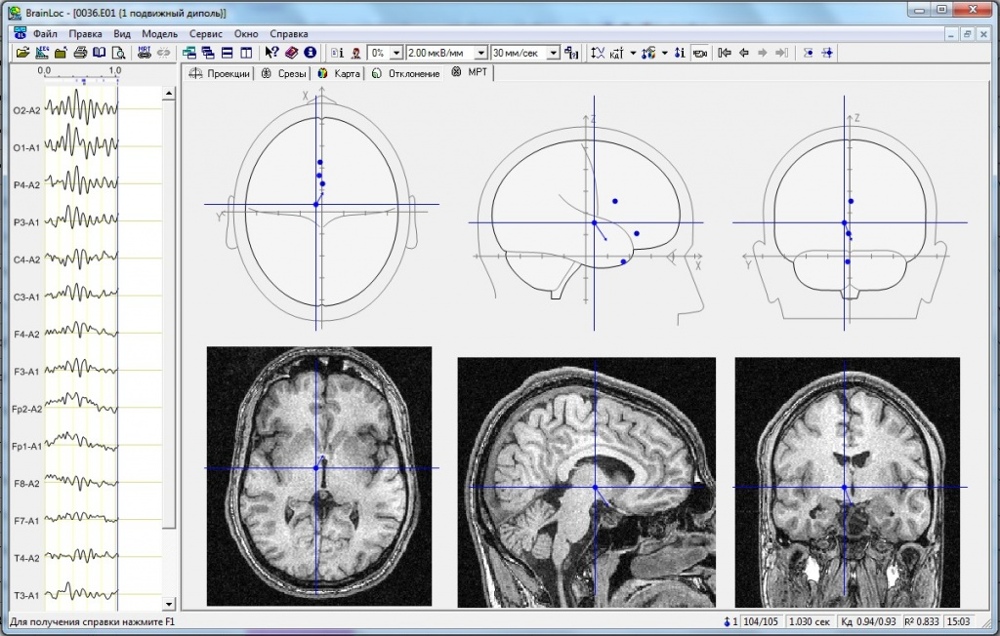 BrainLoc - [0036.E01 (1 подвижный диполь)]
Файл Правка Вид Модель Сервис Окно Справка
EEG MRT 0% 2.00 мкВ/мм 30 мм/сек
0.0 1.0
Проекции Срезы Карта Отклонение МРТ
X Z Z
O2-A2
O1-A1
P4-A2
P3-A1
Y X Y
C4-A2
C3-A1
F4-A2
F3-A1
Fp2-A2
Fp1-A1
F8-A2
F7-A1
T4-A2
T3-A1
Для получения справки нажмите F1 1 104/105 1.030 сек Кд 0.94/0.93 R² 0.833 15:03